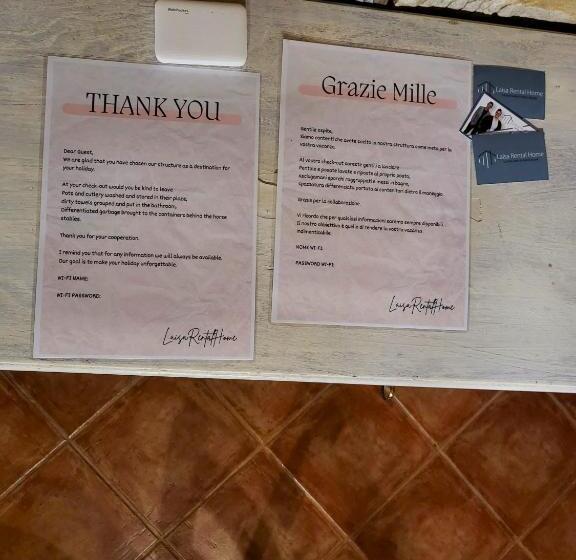 THANK YOU
Dear Guest,
We are glad that you have chosen our structure as a destination for
your holiday.
At your check-out would you be kind to leave
Pots and cutlery washed and stored in their place,
dirty towels grouped and put in the bathroom,
Differentiated garbage brought to the containers behind the horse
stables.
Thank you for your cooperation.
I remind you that for any information we will always be available.
Our goal is to make your holiday unforgettable.
WI-FI NAME:
WI-FI PASSWORD:
LaisaRentalHome
Grazie Mille
Gentile ospite,
Siamo contenti che avete scelto la nostra struttura come meta per la
vostra vacanza.
Al vostro check-out
Pentole e posate lavate e riposte al proprio posto,
asciugamani sporchi raggruppati e messi in bagno,
spazzatura differenziata portata ai contenitori dietro il maneggio.
Grazie per la collaborazione
Vi ricordo che per qualsiasi informazioni saremo sempre disponibili.
Il nostro obiettivo è quello di rendere la vostra vacanza
indimenticabile.
NOME WI-FI:
PASSWORD WI-FI:
LaisaRentalHome
Laisa Rental Home
Laisa Rental Home